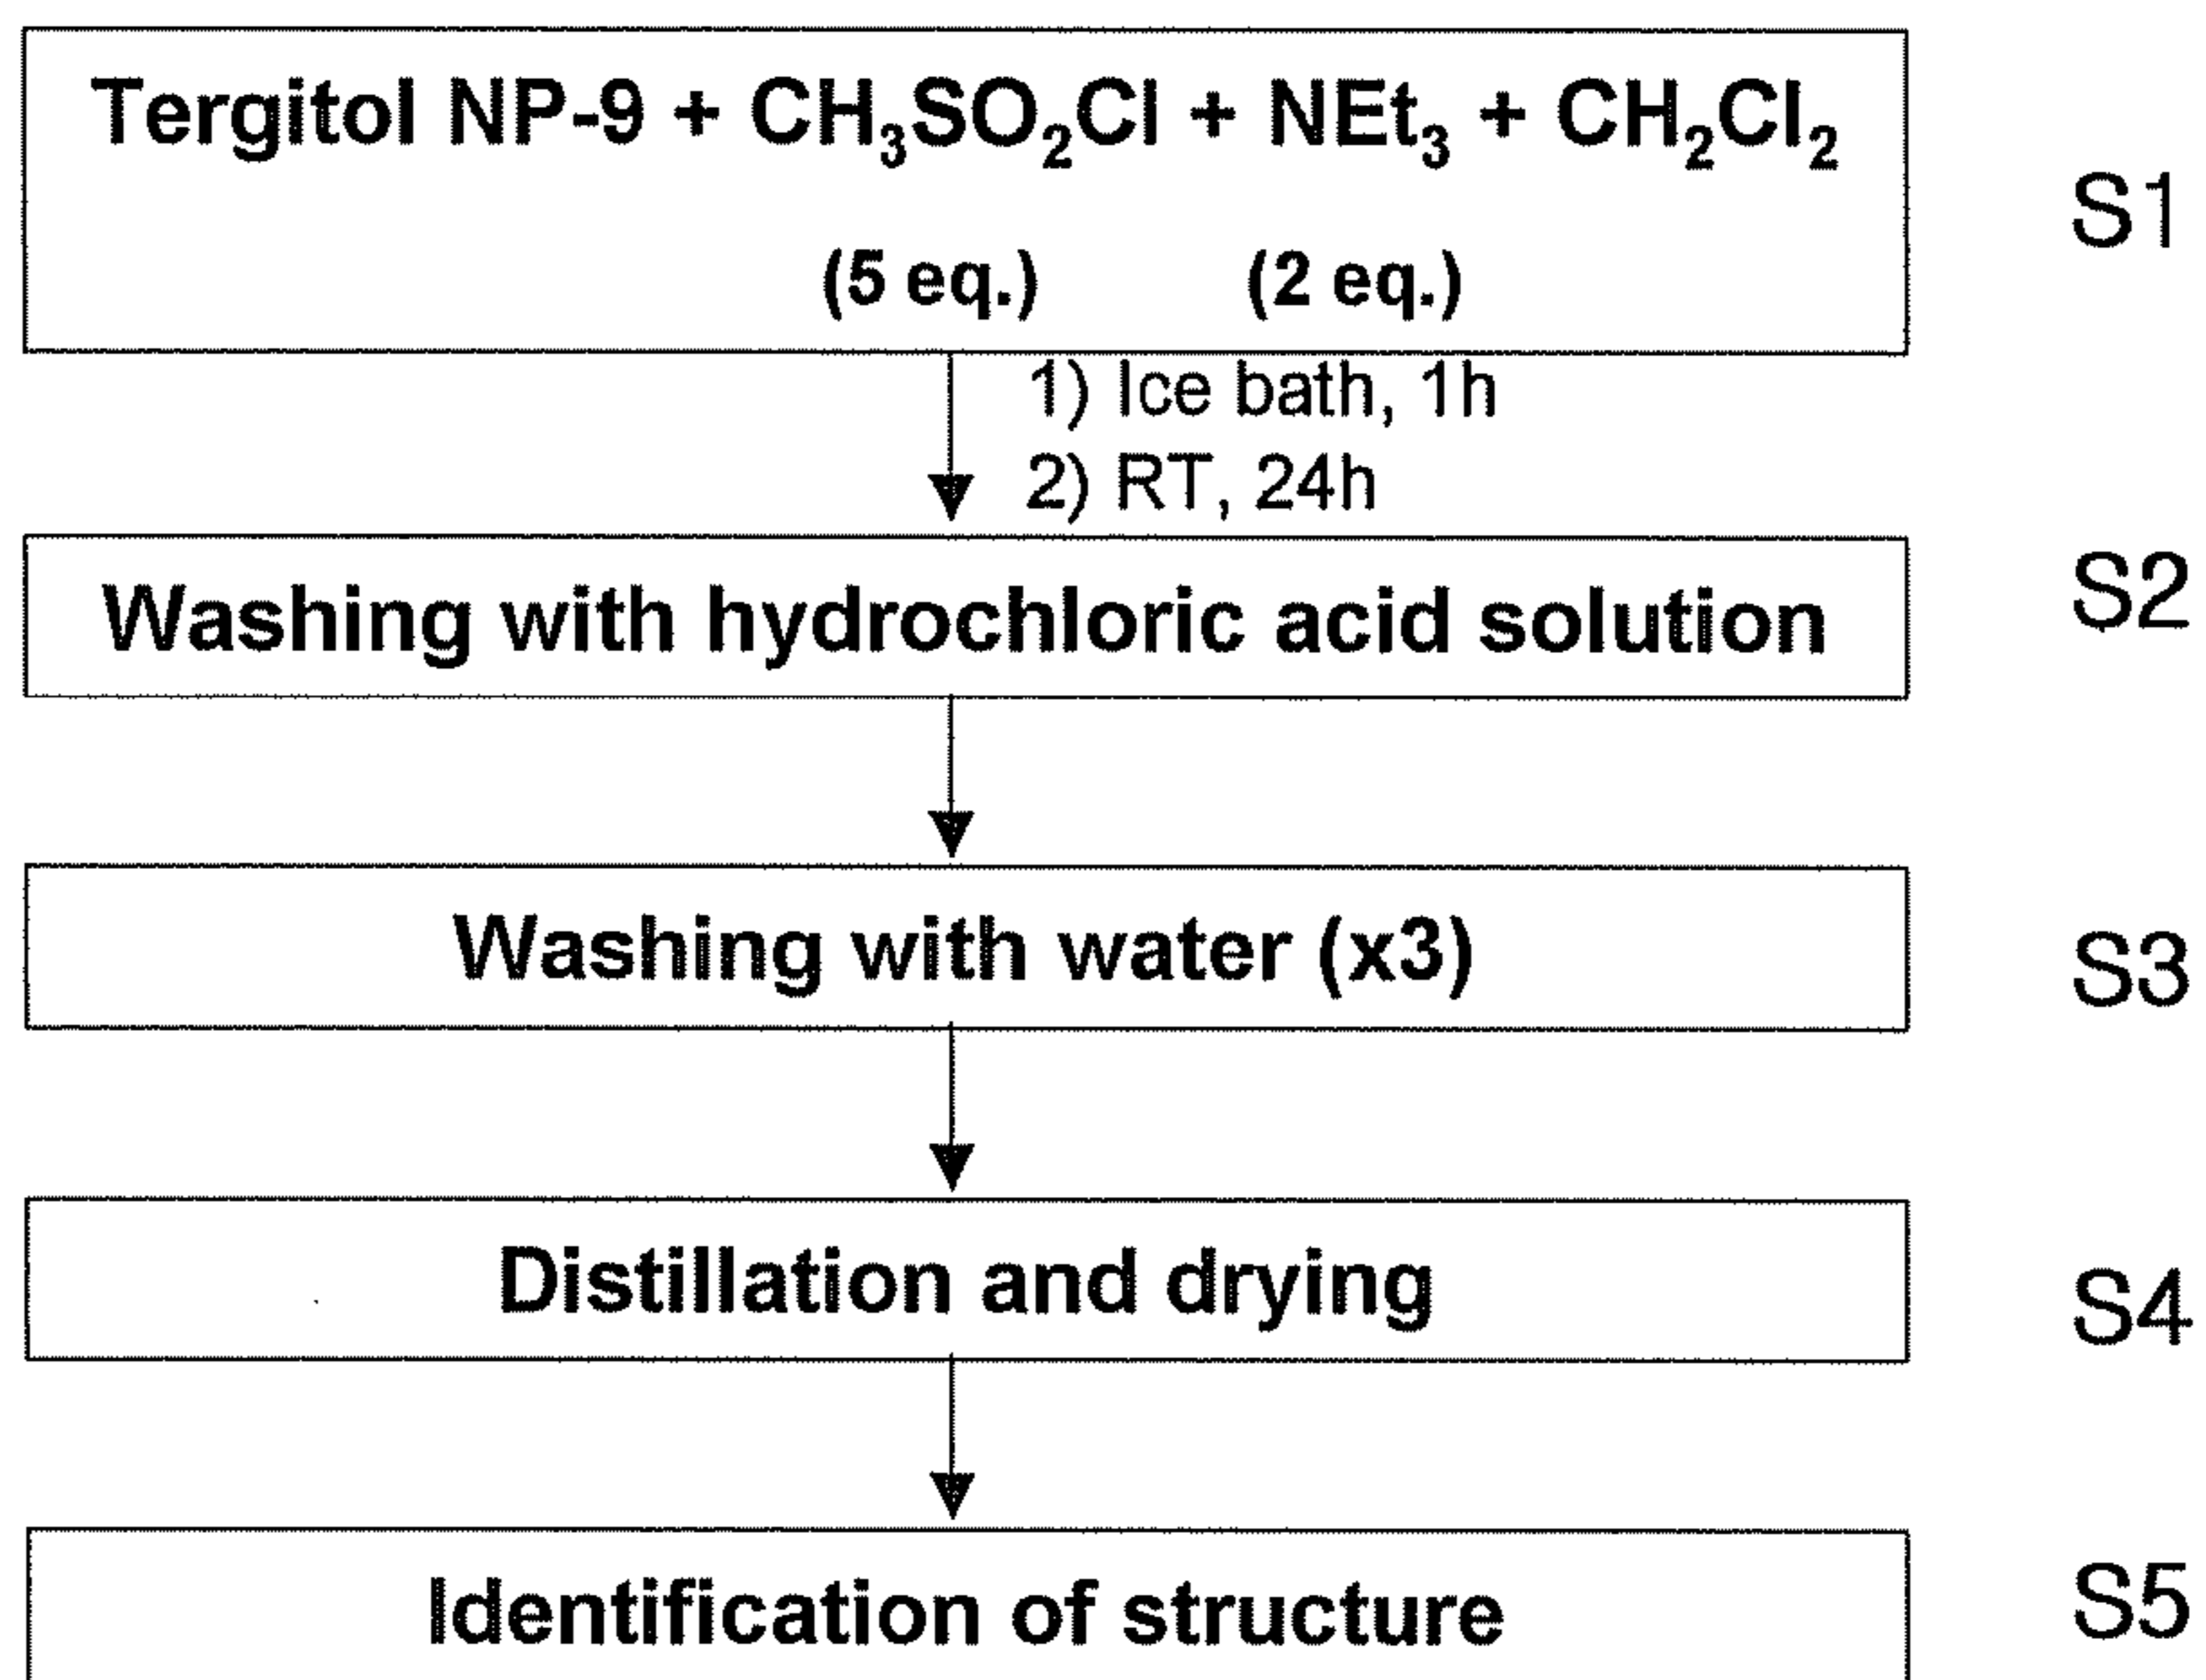 Tergitol NP-9 + CH₃SO₂Cl + NEt₃ + CH₂Cl₂
(5 eq.) (2 eq.)
S1
1) Ice bath, 1h
2) RT, 24h
Washing with hydrochloric acid solution
S2
Washing with water (x3)
S3
Distillation and drying
S4
Identification of structure
S5